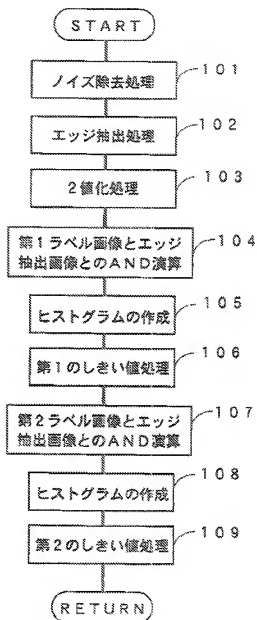 START
ノイズ除去処理 101
エッジ抽出処理 102
2値化処理 103
第1ラベル画像とエッジ 104
抽出画像とのAND演算
ヒストグラムの作成 105
第1のしきい値処理 106
第2ラベル画像とエッジ 107
抽出画像とのAND演算
ヒストグラムの作成 108
第2のしきい値処理 109
RETURN